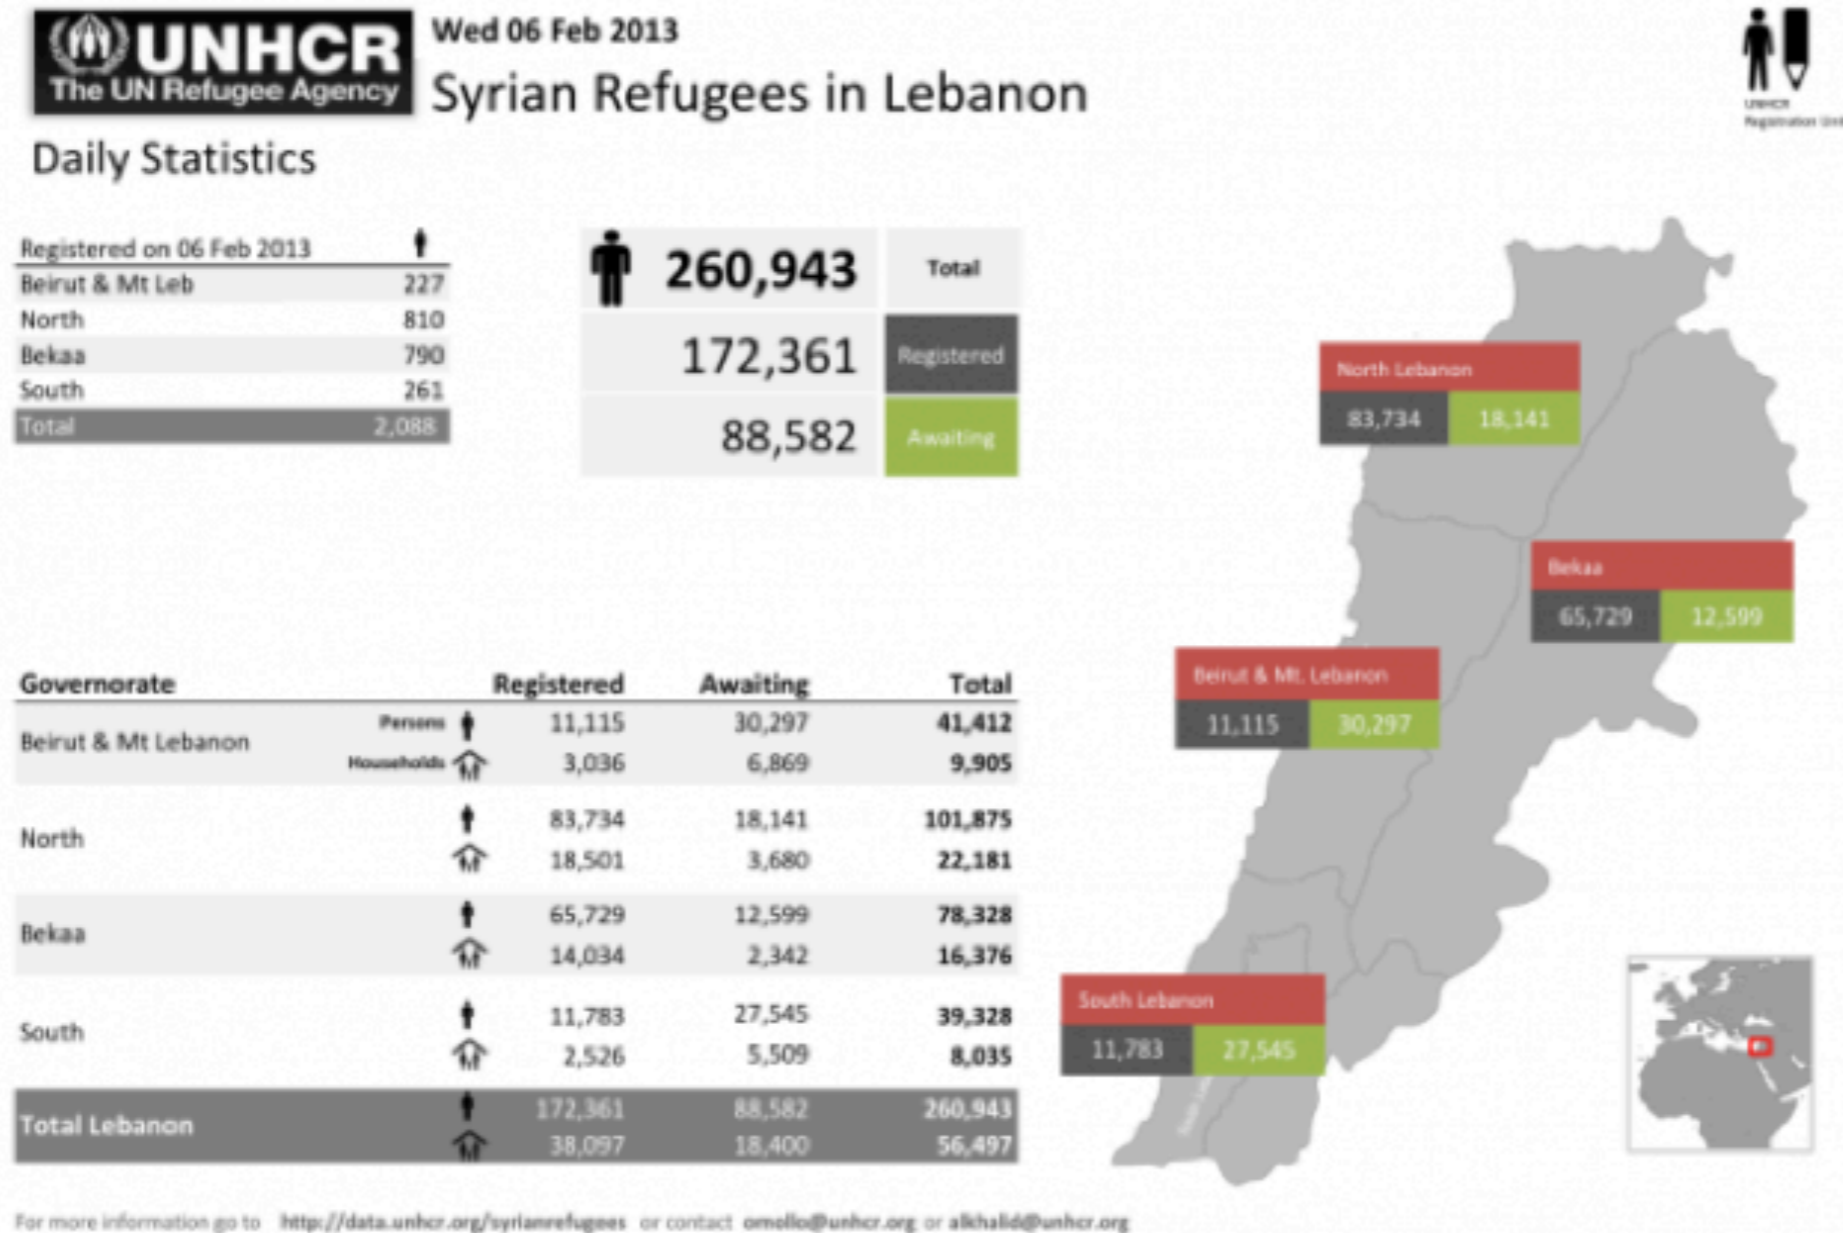 UNHCR
The UN Refugee Agency
Wed 06 Feb 2013
Syrian Refugees in Lebanon
UNHCR
Registration Unit
Daily Statistics
Registered on 06 Feb 2013
Beirut & Mt Leb 227
North 810
Bekaa 790
South 261
Total 2,088
260,943 Total
172,361 Registered
88,582 Awaiting
North Lebanon
83,734 18,141
Bekaa
65,729 12,599
Beirut & Mt. Lebanon
11,115 30,297
South Lebanon
11,783 27,545
Governorate Registered Awaiting Total
Beirut & Mt Lebanon
Persons 11,115 30,297 41,412
Households 3,036 6,869 9,905
North
83,734 18,141 101,875
18,501 3,680 22,181
Bekaa
65,729 12,599 78,328
14,034 2,342 16,376
South
11,783 27,545 39,328
2,526 5,509 8,035
Total Lebanon
172,361 88,582 260,943
38,097 18,400 56,497
For more information go to http://data.unhcr.org/syrianrefugees or contact omollo@unhcr.org or alkhalid@unhcr.org